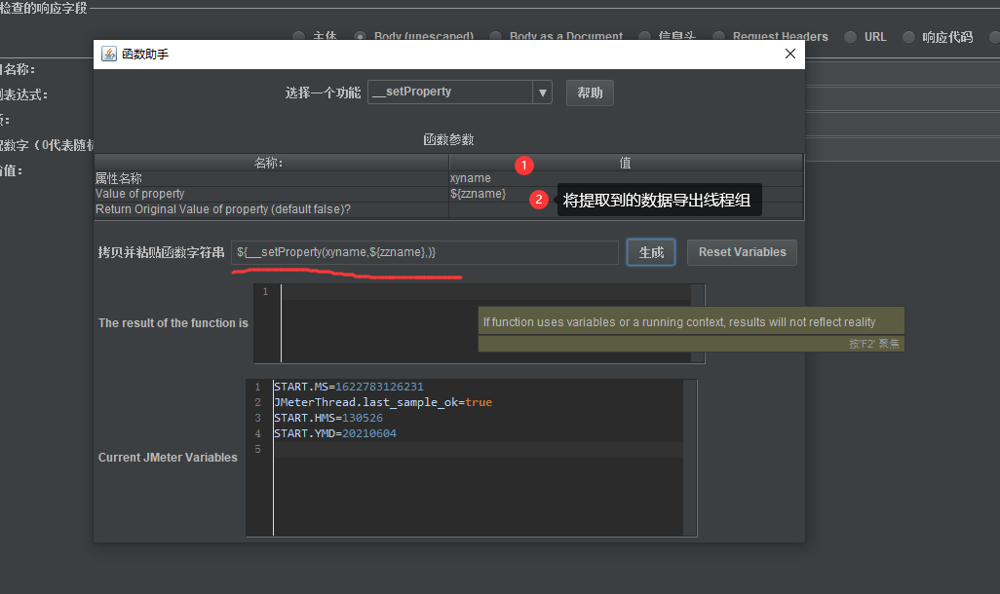 检查的响应字段
主体 Body (unescaped) Body as a Document 信息头 Request Headers URL 响应代码
函数助手
名称：
表达式：
选择一个功能 __setProperty 帮助
数字（0代表随机
值：
函数参数
名称： 值
1
属性名称 xyname
Value of property ${zzname}
2 将提取到的数据导出线程组
Return Original Value of property (default false)?
拷贝并粘贴函数字符串 ${__setProperty(xyname,${zzname},)} 生成 Reset Variables
1
The result of the function is
If function uses variables or a running context, results will not reflect reality
按'F2' 聚焦
1 START.MS=1622783126231
2 JMeterThread.last_sample_ok=true
3 START.HMS=130526
4 START.YMD=20210604
5
Current JMeter Variables